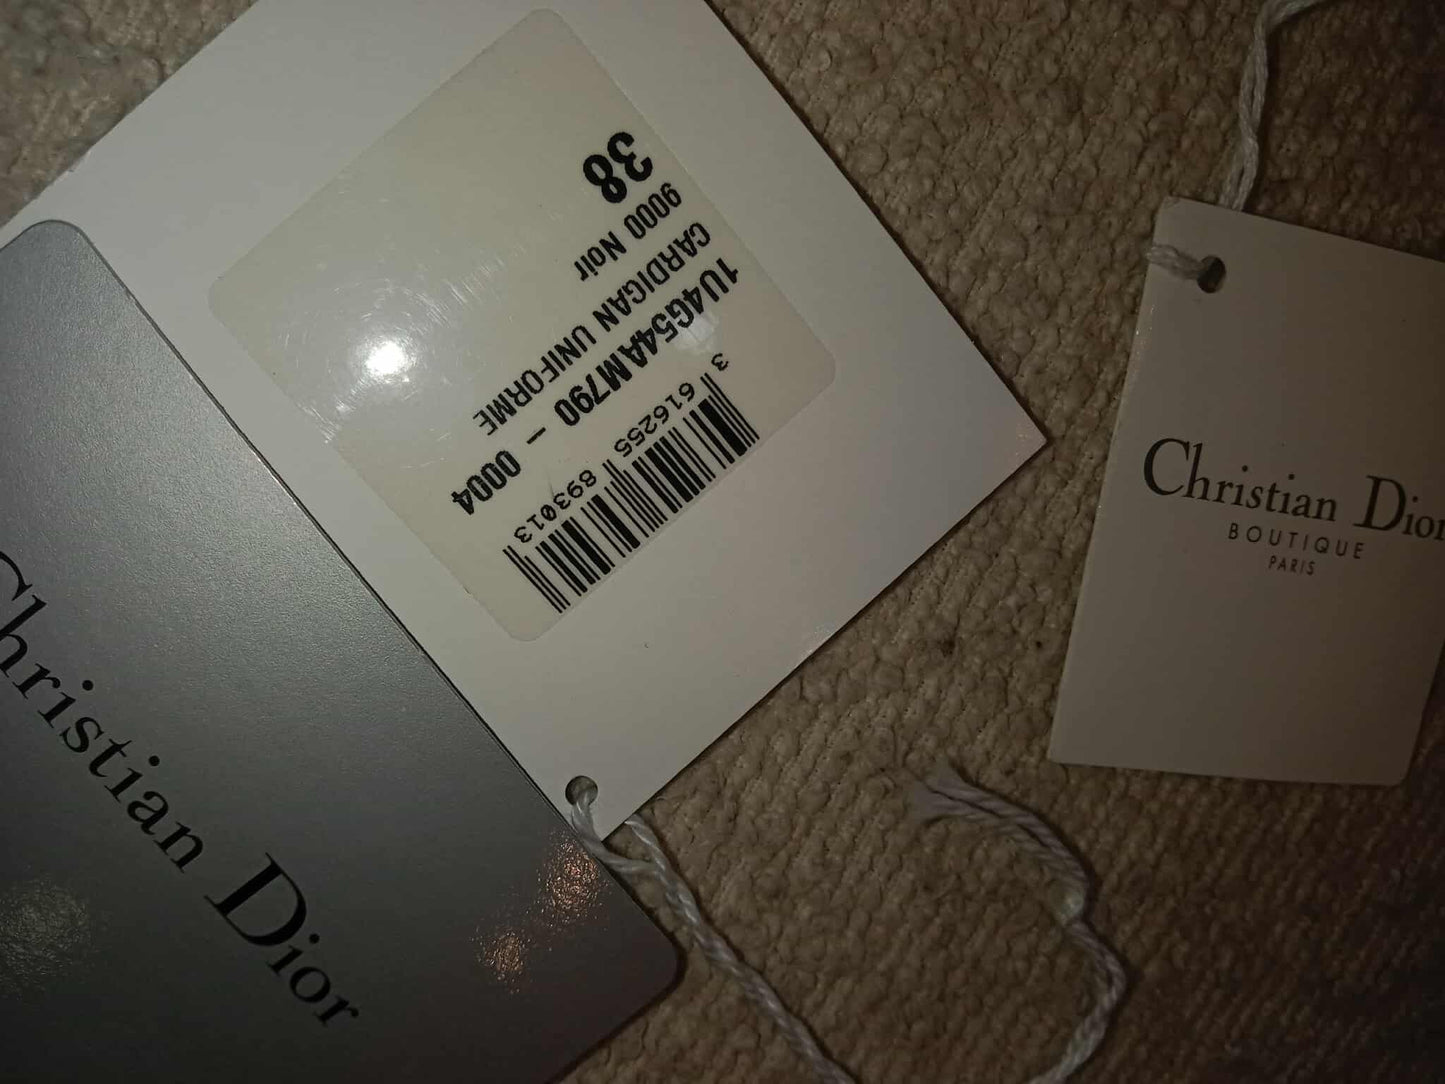 38
9000 Noir
CARDIGAN UNIFORME
1U4G54AM790 - 0004
3 616255 893013
Christian Dior
Christian Dior
BOUTIQUE
PARIS